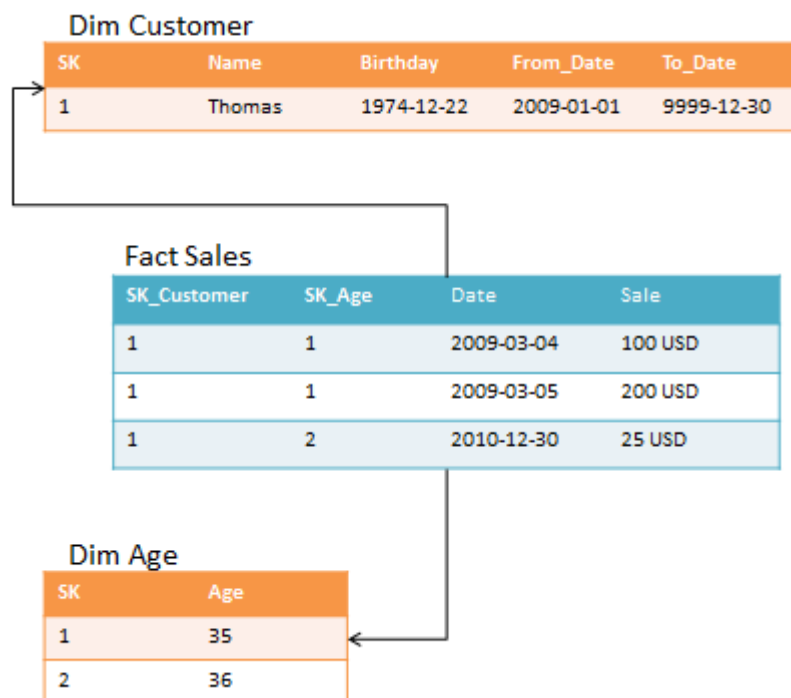 Dim Customer
SK Name Birthday From_Date To_Date
1 Thomas 1974-12-22 2009-01-01 9999-12-30
Fact Sales
SK_Customer SK_Age Date Sale
1 1 2009-03-04 100 USD
1 1 2009-03-05 200 USD
1 2 2010-12-30 25 USD
Dim Age
SK Age
1 35
2 36